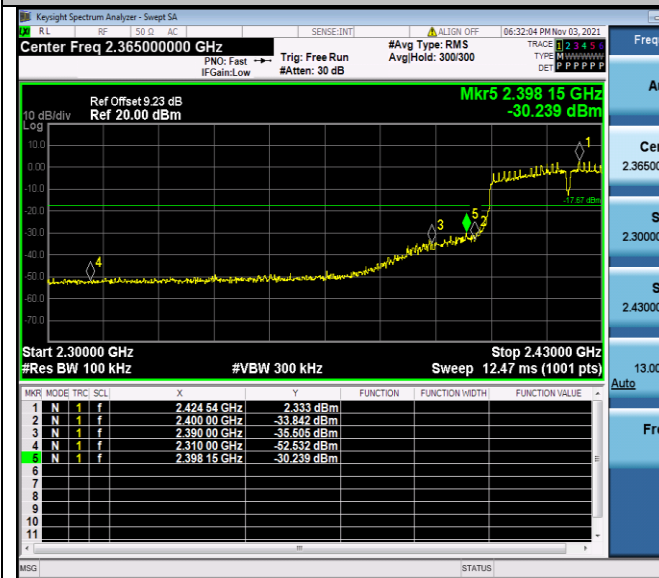 Keysight Spectrum Analyzer - Swept SA
RL RF 50 Ω AC SENSE:INT ALIGN OFF 06:32:04 PM Nov 03, 2021
Center Freq 2.365000000 GHz
PNO: Fast
IFGain:Low
Trig: Free Run
#Atten: 30 dB
#Avg Type: RMS
Avg|Hold: 300/300
TRACE 1 2 3 4 5 6
TYPE M W W W W W
DET P P P P P P
Ref Offset 9.23 dB
Ref 20.00 dBm
10 dB/div
Log
Mkr5 2.398 15 GHz
-30.239 dBm
10.0
0.00
-10.0
-20.0
-30.0
-40.0
-50.0
-60.0
-70.0
1
-17.67 dBm
3
5
2
4
Start 2.30000 GHz
Stop 2.43000 GHz
#Res BW 100 kHz
#VBW 300 kHz
Sweep 12.47 ms (1001 pts)
MKR MODE TRC SCL X Y FUNCTION FUNCTION WIDTH FUNCTION VALUE
1 N 1 f 2.424 54 GHz 2.333 dBm
2 N 1 f 2.400 00 GHz -33.842 dBm
3 N 1 f 2.390 00 GHz -35.505 dBm
4 N 1 f 2.310 00 GHz -52.532 dBm
5 N 1 f 2.398 15 GHz -30.239 dBm
6
7
8
9
10
11
MSG
STATUS
Frequ
Au
Cen
2.36500
S
2.30000
S
2.43000
13.00
Auto
Fre